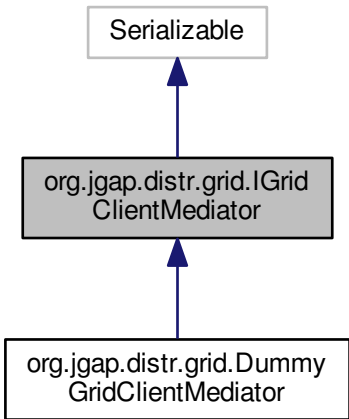 Serializable
org.jgap.distr.grid.IGrid
ClientMediator
org.jgap.distr.grid.Dummy
GridClientMediator